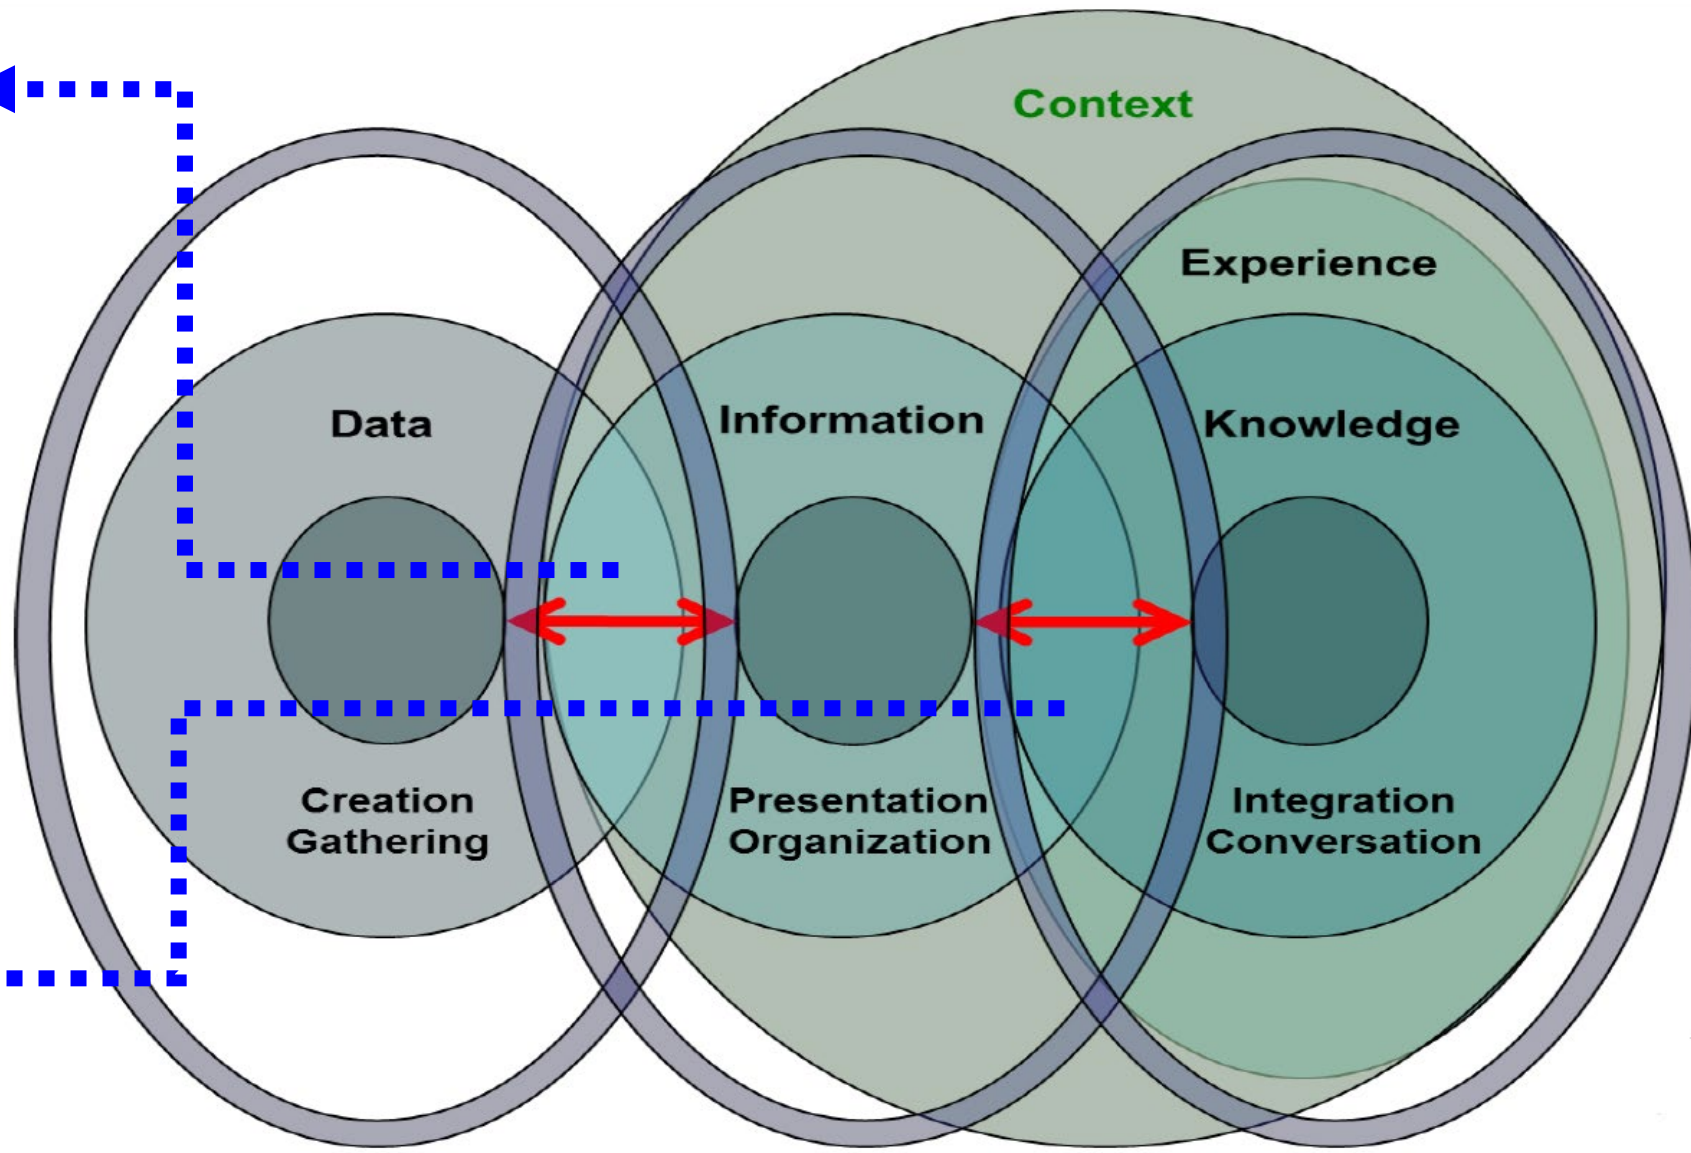 Context
Experience
Data
Information
Knowledge
Creation
Gathering
Presentation
Organization
Integration
Conversation